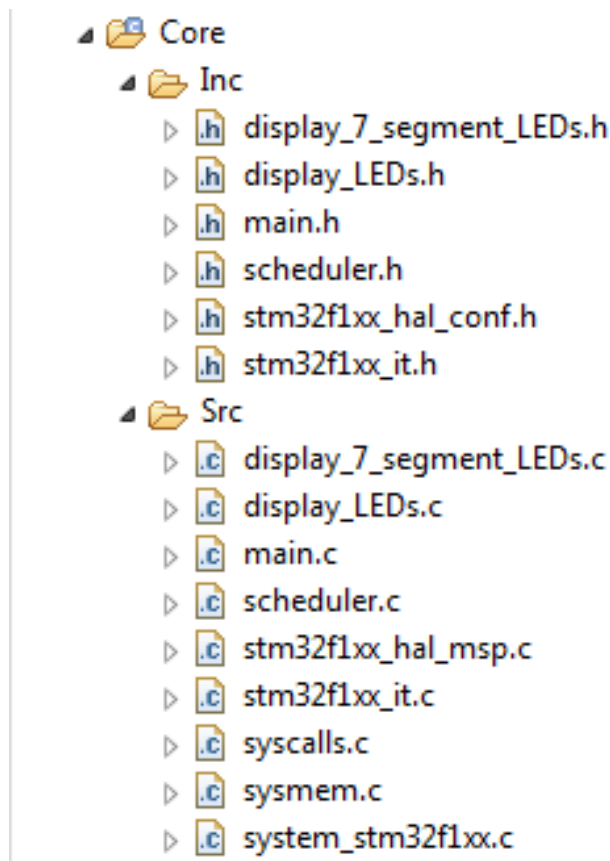 Core
Inc
display_7_segment_LEDs.h
display_LEDs.h
main.h
scheduler.h
stm32f1xx_hal_conf.h
stm32f1xx_it.h
Src
display_7_segment_LEDs.c
display_LEDs.c
main.c
scheduler.c
stm32f1xx_hal_msp.c
stm32f1xx_it.c
syscalls.c
sysmem.c
system_stm32f1xx.c